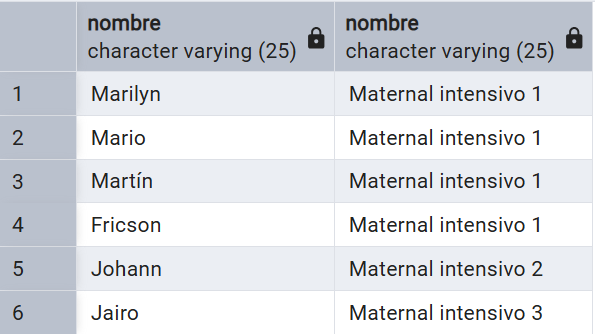 nombre nombre
character varying (25) character varying (25)
1 Marilyn Maternal intensivo 1
2 Mario Maternal intensivo 1
3 Martín Maternal intensivo 1
4 Fricson Maternal intensivo 1
5 Johann Maternal intensivo 2
6 Jairo Maternal intensivo 3